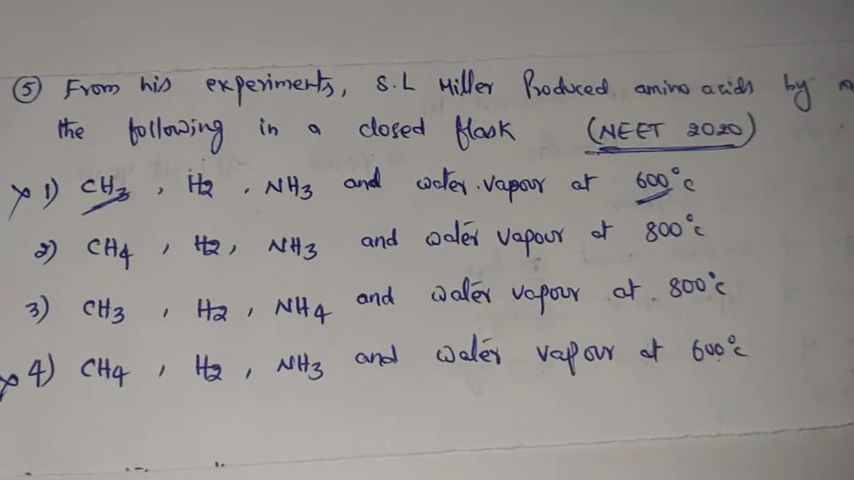 ⑤ From his experiments, S.L Miller Produced amino acids by
the following in a closed flask (NEET 2020)
x 1) CH3 , H2 , NH3 and water vapour at 600°c
2) CH4 , H2 , NH3 and water vapour at 800°c
3) CH3 , H2 , NH4 and water vapour at 800°c
x 4) CH4 , H2 , NH3 and water vapour at 600°c